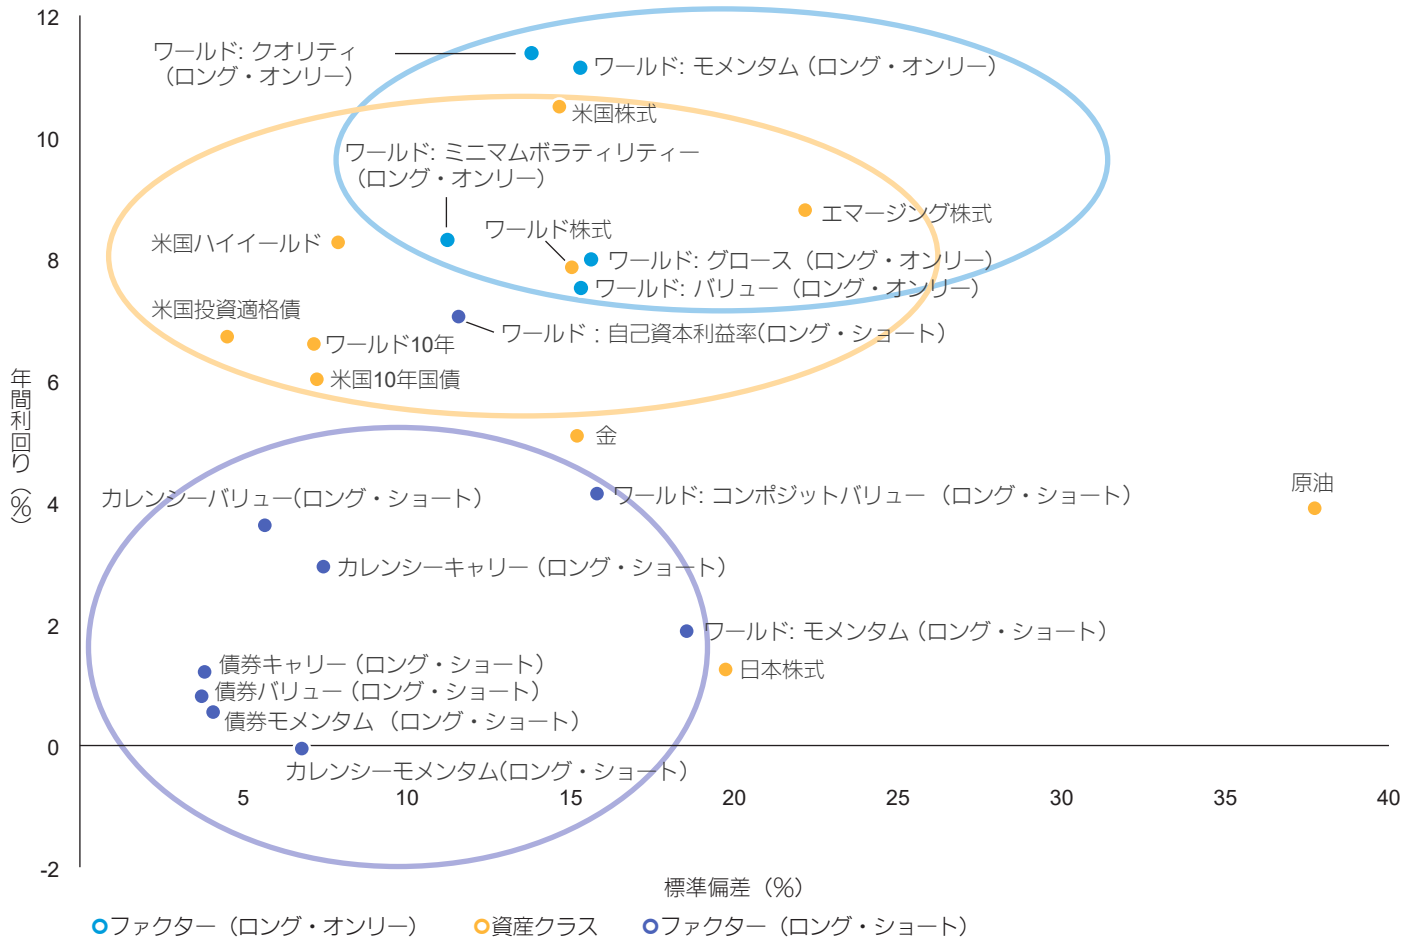 12
ワールド: クオリティ
(ロング・オンリー)
ワールド: モメンタム (ロング・オンリー)
米国株式
10
ワールド: ミニマムボラティリティー
(ロング・オンリー)
エマージング株式
ワールド株式
米国ハイイールド
8
ワールド: グロース (ロング・オンリー)
ワールド: バリュー (ロング・オンリー)
米国投資適格債
ワールド : 自己資本利益率(ロング・ショート)
ワールド10年
米国10年国債
6
年間利回り (%)
金
原油
カレンシーバリュー(ロング・ショート)
ワールド: コンポジットバリュー (ロング・ショート)
4
カレンシーキャリー (ロング・ショート)
2
ワールド: モメンタム (ロング・ショート)
債券キャリー (ロング・ショート)
日本株式
債券バリュー (ロング・ショート)
債券モメンタム (ロング・ショート)
0
カレンシーモメンタム(ロング・ショート)
5 10 15 20 25 30 35 40
-2
標準偏差 (%)
ファクター (ロング・オンリー) 資産クラス ファクター (ロング・ショート)